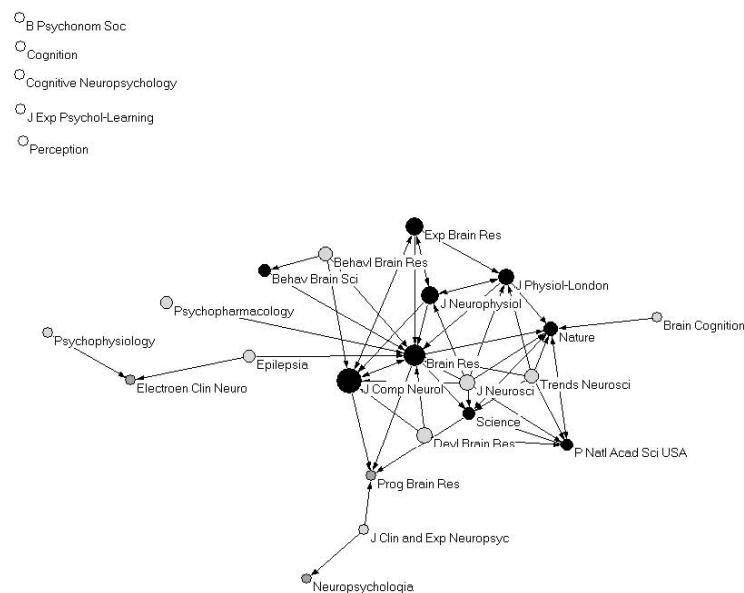 B Psychonom Soc
Cognition
Cognitive Neuropsychology
J Exp Psychol-Learning
Perception
Exp Brain Res
Behavl Brain Res
Behav Brain Sci
J Physiol-London
J Neurophysiol
Psychopharmacology
Brain Cognition
Nature
Psychophysiology
Epilepsia
Brain Res
Electroen Clin Neuro
J Comp Neurol
J Neurosci
Trends Neurosci
Science
Devl Brain Res
P Natl Acad Sci USA
Prog Brain Res
J Clin and Exp Neuropsyc
Neuropsychologia